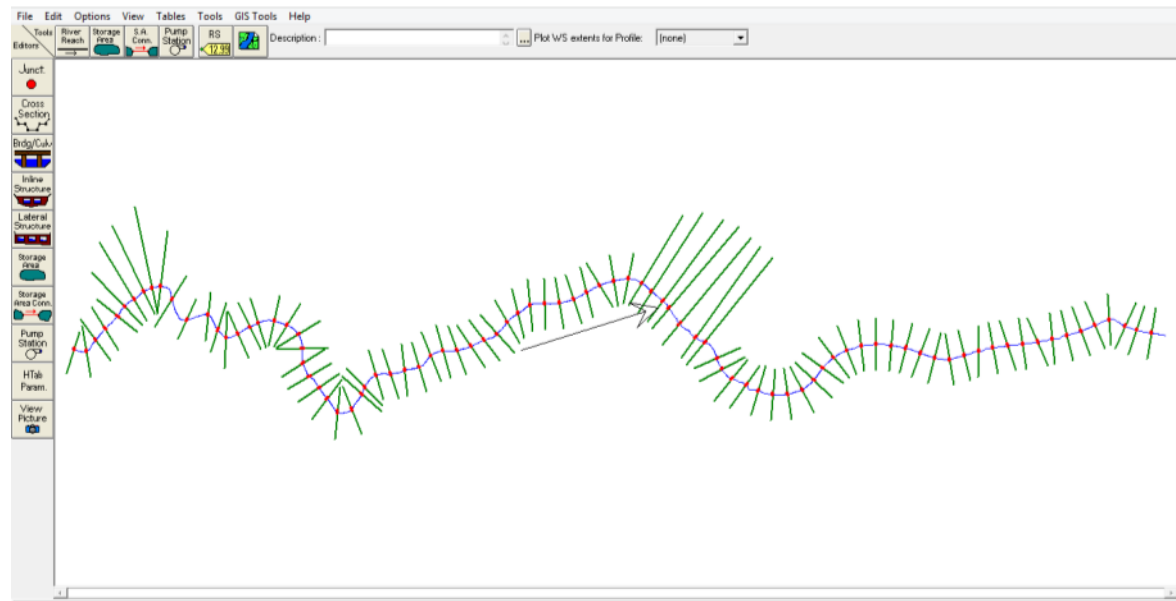 File Edit Options View Tables Tools GIS Tools Help
Tools
Editors
River
Reach
Storage
Area
S.A.
Conn.
Pump
Station
RS
Description :
...
Plot WS extents for Profile:
(none)
Junct.
Cross
Section
Brdg/Culv
Inline
Structure
Lateral
Structure
Storage
Area
Storage
Area Conn.
Pump
Station
HTab
Param.
View
Picture